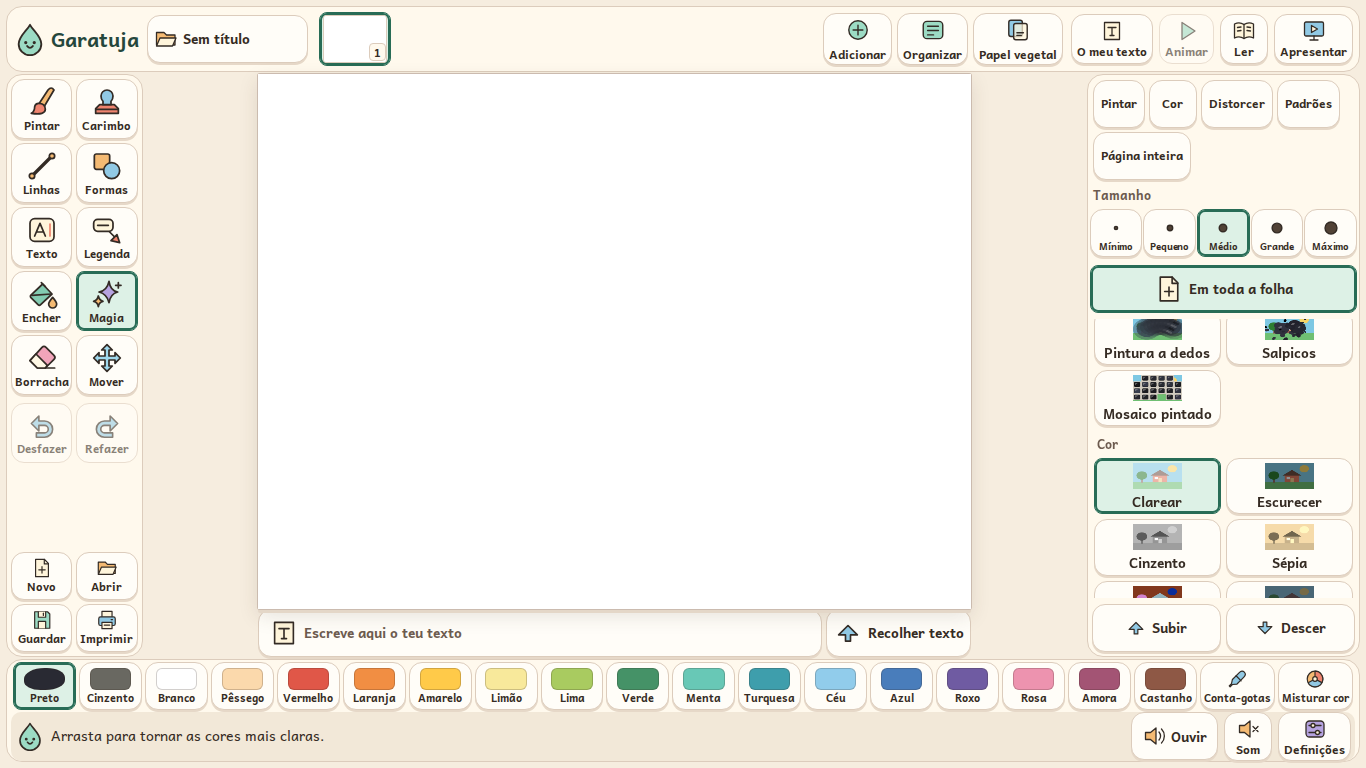 Garatuja
Sem título
1
Adicionar
Organizar
Papel vegetal
O meu texto
Animar
Ler
Apresentar
Pintar
Carimbo
Linhas
Formas
Texto
Legenda
Encher
Magia
Borracha
Mover
Desfazer
Refazer
Novo
Abrir
Guardar
Imprimir
Escreve aqui o teu texto
Recolher texto
Pintar
Cor
Distorcer
Padrões
Página inteira
Tamanho
Mínimo
Pequeno
Médio
Grande
Máximo
Em toda a folha
Pintura a dedos
Salpicos
Mosaico pintado
Cor
Clarear
Escurecer
Cinzento
Sépia
Subir
Descer
Preto
Cinzento
Branco
Pêssego
Vermelho
Laranja
Amarelo
Limão
Lima
Verde
Menta
Turquesa
Céu
Azul
Roxo
Rosa
Amora
Castanho
Conta-gotas
Misturar cor
Arrasta para tornar as cores mais claras.
Ouvir
Som
Definições